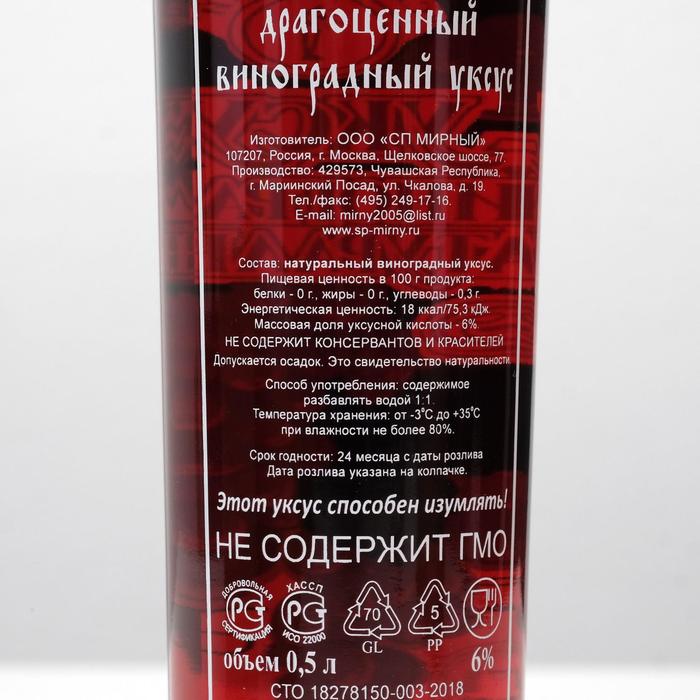 драгоценный
виноградный уксус
Изготовитель: ООО «СП МИРНЫЙ»
107207, Россия, г. Москва, Щелковское шоссе, 77.
Производство: 429573, Чувашская Республика,
г. Мариинский Посад, ул. Чкалова, д. 19.
Тел./факс: (495) 249-17-16.
E-mail: mirny2005@list.ru
www.sp-mirny.ru
Состав: натуральный виноградный уксус.
Пищевая ценность в 100 г продукта:
белки - 0 г., жиры - 0 г., углеводы - 0,3 г.
Энергетическая ценность: 18 ккал/75,3 кДж.
Массовая доля уксусной кислоты - 6%.
НЕ СОДЕРЖИТ КОНСЕРВАНТОВ И КРАСИТЕЛЕЙ
Допускается осадок. Это свидетельство натуральности.
Способ употребления: содержимое
разбавлять водой 1:1.
Температура хранения: от -3°С до +35°С
при влажности не более 80%.
Срок годности: 24 месяца с даты розлива
Дата розлива указана на колпачке.
Этот уксус способен изумлять!
НЕ СОДЕРЖИТ ГМО
ДОБРОВОЛЬНАЯ
РСТ
СЕРТИФИКАЦИЯ
ХАССП
РСТ
ИСО 22000
70
GL
5
PP
объем 0,5 л
6%
СТО 18278150-003-2018